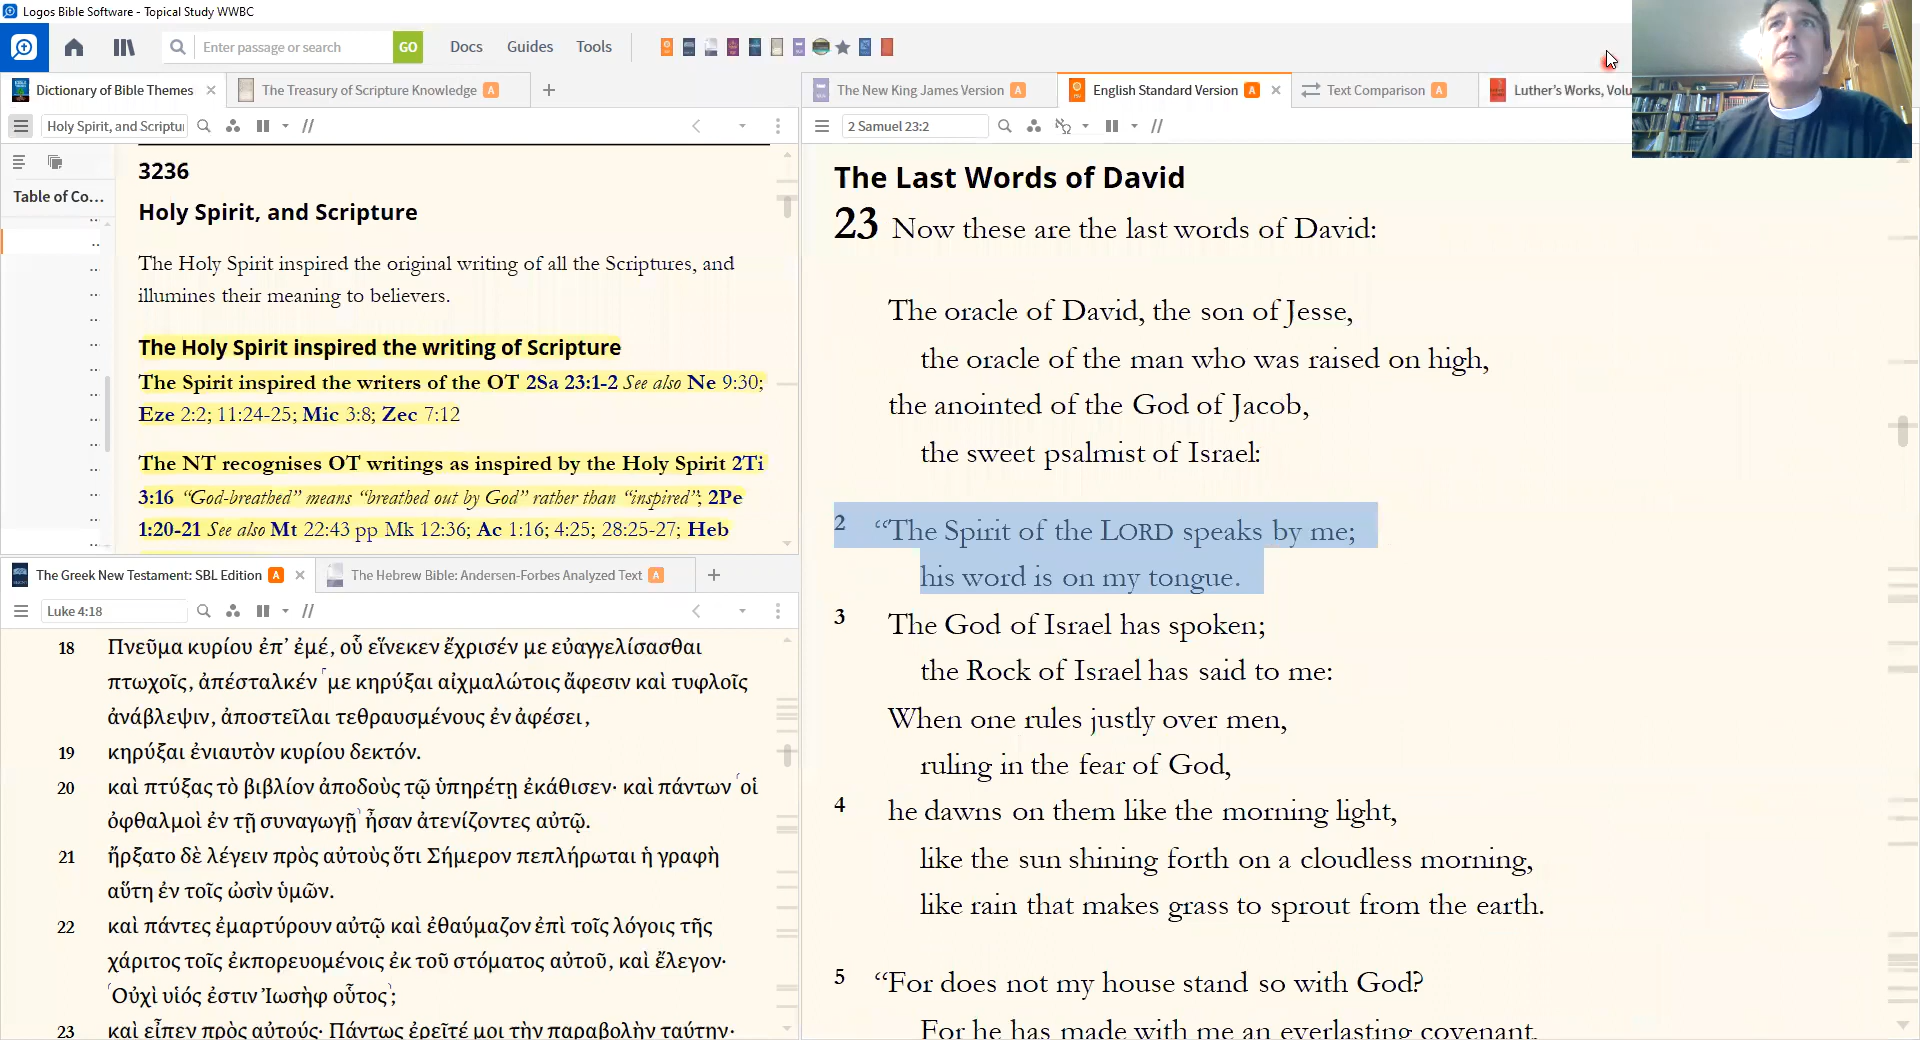 Logos Bible Software - Topical Study WWBC
Enter passage or search
GO
Docs
Guides
Tools
Dictionary of Bible Themes
The Treasury of Scripture Knowledge A
Holy Spirit, and Scriptu
Table of Co...
3236
Holy Spirit, and Scripture
The Holy Spirit inspired the original writing of all the Scriptures, and
illumines their meaning to believers.
The Holy Spirit inspired the writing of Scripture
The Spirit inspired the writers of the OT 2Sa 23:1-2 See also Ne 9:30;
Eze 2:2; 11:24-25; Mic 3:8; Zec 7:12
The NT recognises OT writings as inspired by the Holy Spirit 2Ti
3:16 “God-breathed” means “breathed out by God” rather than “inspired”; 2Pe
1:20-21 See also Mt 22:43 pp Mk 12:36; Ac 1:16; 4:25; 28:25-27; Heb
The Greek New Testament: SBL Edition A
The Hebrew Bible: Andersen-Forbes Analyzed Text A
Luke 4:18
18 Πνεῦμα κυρίου ἐπ’ ἐμέ, οὗ εἵνεκεν ἔχρισέν με εὐαγγελίσασθαι
πτωχοῖς, ἀπέσταλκέν ⸀με κηρύξαι αἰχμαλώτοις ἄφεσιν καὶ τυφλοῖς
ἀνάβλεψιν, ἀποστεῖλαι τεθραυσμένους ἐν ἀφέσει,
19 κηρύξαι ἐνιαυτὸν κυρίου δεκτόν.
20 καὶ πτύξας τὸ βιβλίον ἀποδοὺς τῷ ὑπηρέτῃ ἐκάθισεν· καὶ πάντων ⸂οἱ
ὀφθαλμοὶ ἐν τῇ συναγωγῇ⸃ ἦσαν ἀτενίζοντες αὐτῷ.
21 ἤρξατο δὲ λέγειν πρὸς αὐτοὺς ὅτι Σήμερον πεπλήρωται ἡ γραφὴ
αὕτη ἐν τοῖς ὠσὶν ὑμῶν.
22 καὶ πάντες ἐμαρτύρουν αὐτῷ καὶ ἐθαύμαζον ἐπὶ τοῖς λόγοις τῆς
χάριτος τοῖς ἐκπορευομένοις ἐκ τοῦ στόματος αὐτοῦ, καὶ ἔλεγον·
⸂Οὐχὶ υἱός ἐστιν Ἰωσὴφ οὗτος⸃;
23 καὶ εἶπεν πρὸς αὐτούς· Πάντως ἐρεῖτέ μοι τὴν παραβολὴν ταύτην·
The New King James Version A
English Standard Version A
Text Comparison A
Luther’s Works, Volu
2 Samuel 23:2
The Last Words of David
23 Now these are the last words of David:
The oracle of David, the son of Jesse,
the oracle of the man who was raised on high,
the anointed of the God of Jacob,
the sweet psalmist of Israel:
2 “The Spirit of the LORD speaks by me;
his word is on my tongue.
3 The God of Israel has spoken;
the Rock of Israel has said to me:
When one rules justly over men,
ruling in the fear of God,
4 he dawns on them like the morning light,
like the sun shining forth on a cloudless morning,
like rain that makes grass to sprout from the earth.
5 “For does not my house stand so with God?
For he has made with me an everlasting covenant,